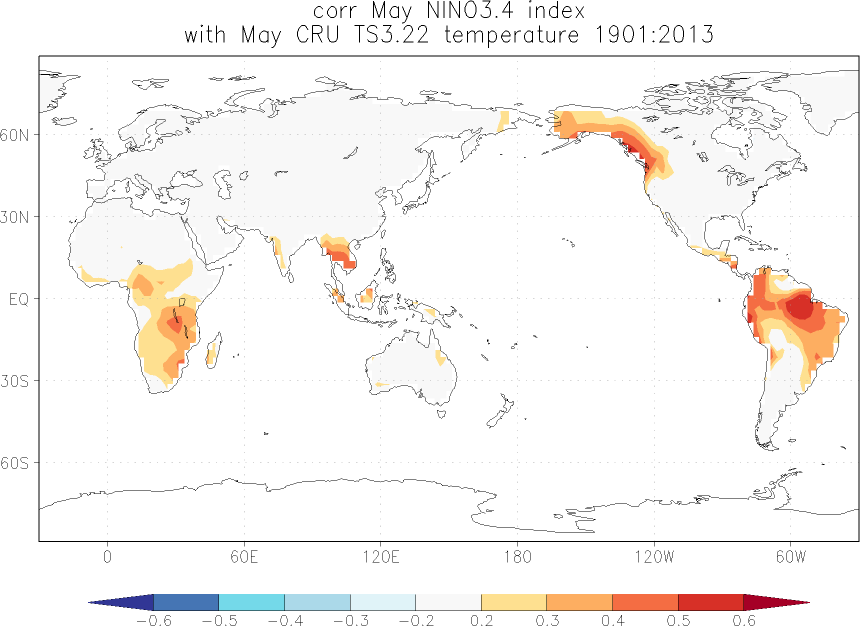 corr May NINO3.4 index
with May CRU TS3.22 temperature 1901:2013
60N
30N
EQ
30S
60S
0 60E 120E 180 120W 60W
−0.6 −0.5 −0.4 −0.3 −0.2 0.2 0.3 0.4 0.5 0.6